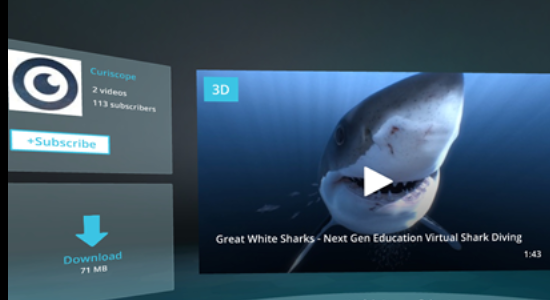 Curiscope
2 videos
113 subscribers
+Subscribe
Download
71 MB
3D
Great White Sharks - Next Gen Education Virtual Shark Diving
1:43